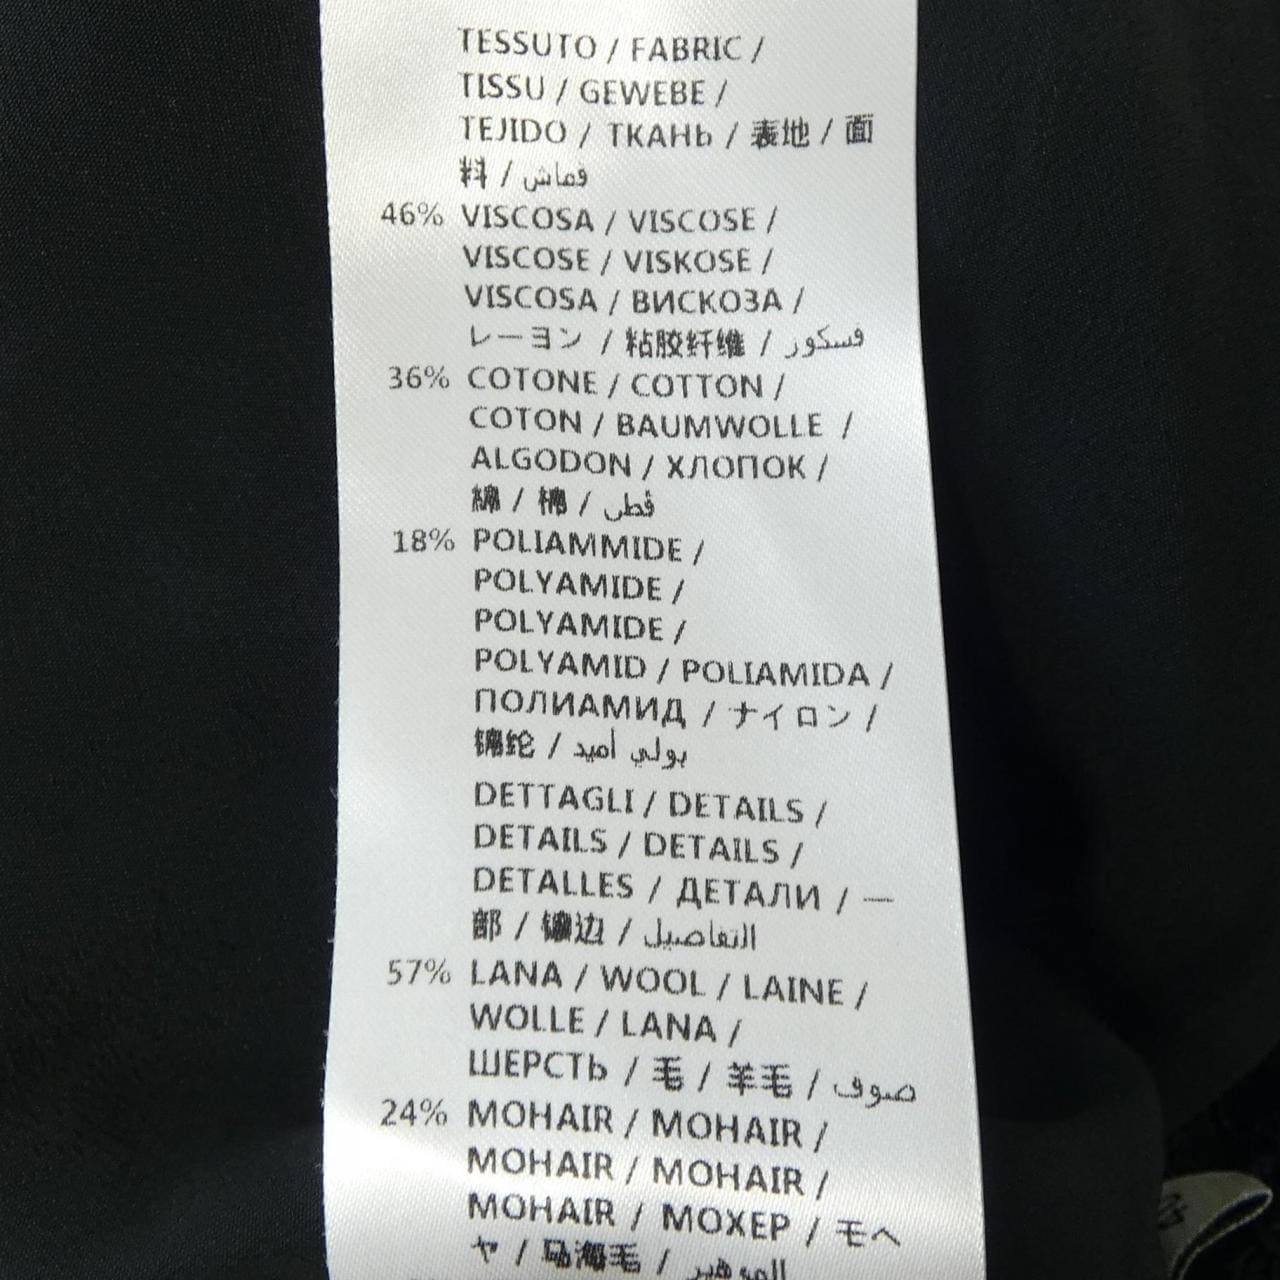 TESSUTO / FABRIC /
TISSU / GEWEBE /
TEJIDO / ТКАНЬ / 表地 / 面
料 / قماش
46% VISCOSA / VISCOSE /
VISCOSE / VISKOSE /
VISCOSA / ВИСКОЗА /
レーヨン / 粘胶纤维 / فسكور
36% COTONE / COTTON /
COTON / BAUMWOLLE /
ALGODON / ХЛОПОК /
綿 / 棉 / قطن
18% POLIAMMIDE /
POLYAMIDE /
POLYAMIDE /
POLYAMID / POLIAMIDA /
ПОЛИАМИД / ナイロン /
锦纶 / بولي أميد
DETTAGLI / DETAILS /
DETAILS / DETAILS /
DETALLES / ДЕТАЛИ / 一
部 / 镶边 / التفاصيل
57% LANA / WOOL / LAINE /
WOLLE / LANA /
ШЕРСТЬ / 毛 / 羊毛 / صوف
24% MOHAIR / MOHAIR /
MOHAIR / MOHAIR /
MOHAIR / МОХЕР / モヘ
ヤ / 马海毛 / الموهير